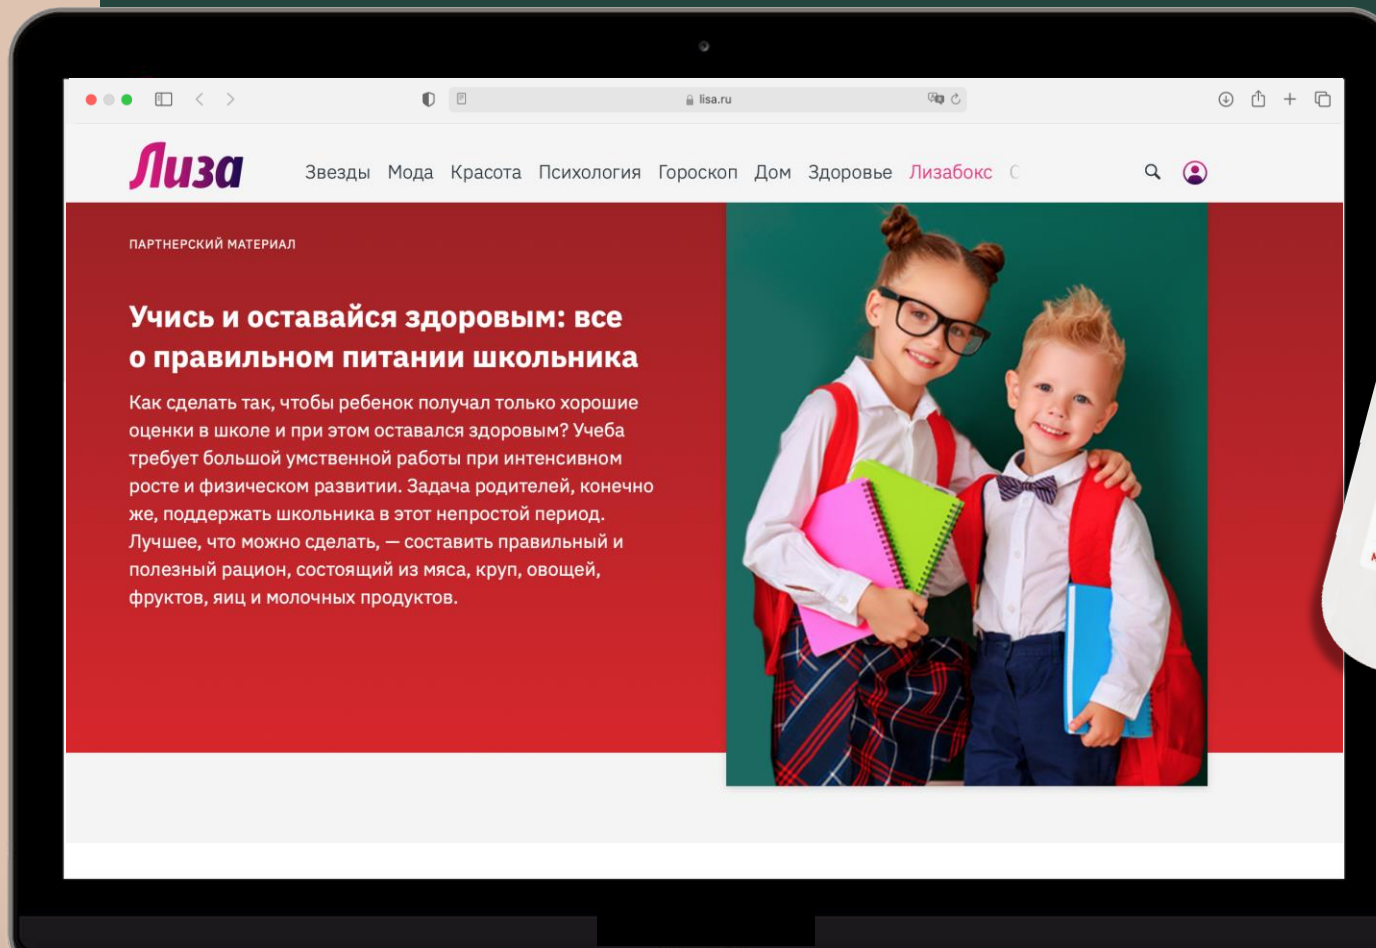 lisa.ru
Лиза
Звезды Мода Красота Психология Гороскоп Дом Здоровье Лизабокс С
ПАРТНЕРСКИЙ МАТЕРИАЛ
Учись и оставайся здоровым: все
о правильном питании школьника
Как сделать так, чтобы ребенок получал только хорошие
оценки в школе и при этом оставался здоровым? Учеба
требует большой умственной работы при интенсивном
росте и физическом развитии. Задача родителей, конечно
же, поддержать школьника в этот непростой период.
Лучшее, что можно сделать, — составить правильный и
полезный рацион, состоящий из мяса, круп, овощей,
фруктов, яиц и молочных продуктов.